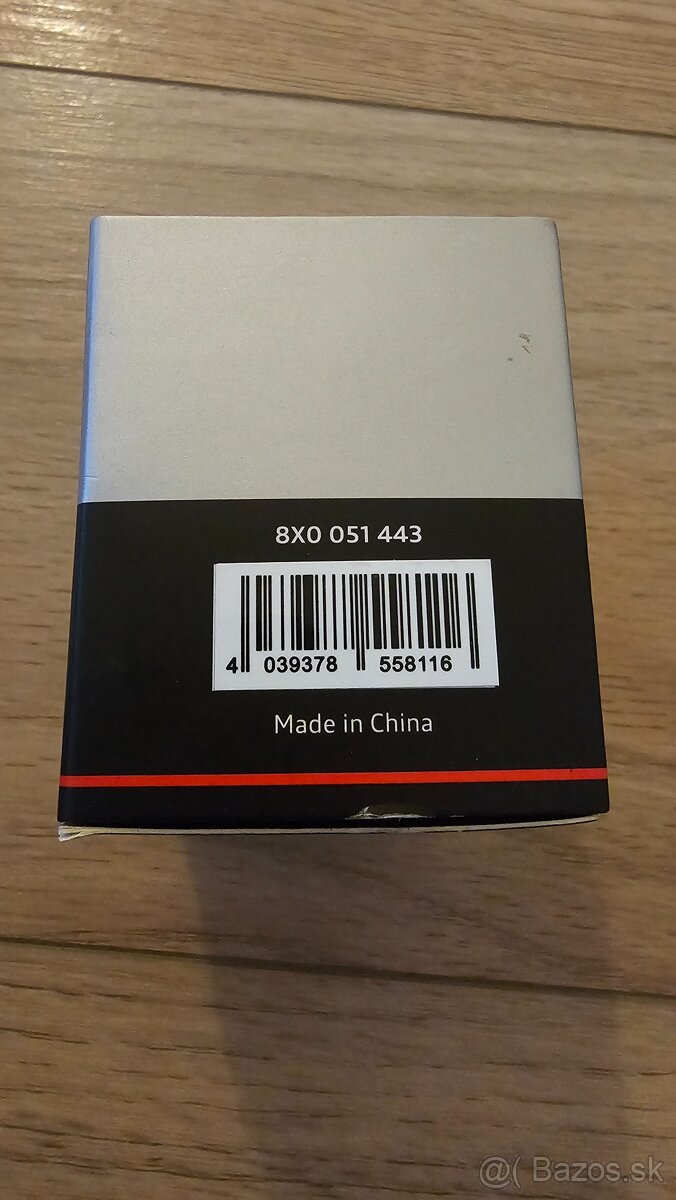 8X0 051 443
4 039378 558116
Made in China
@( Bazos.sk